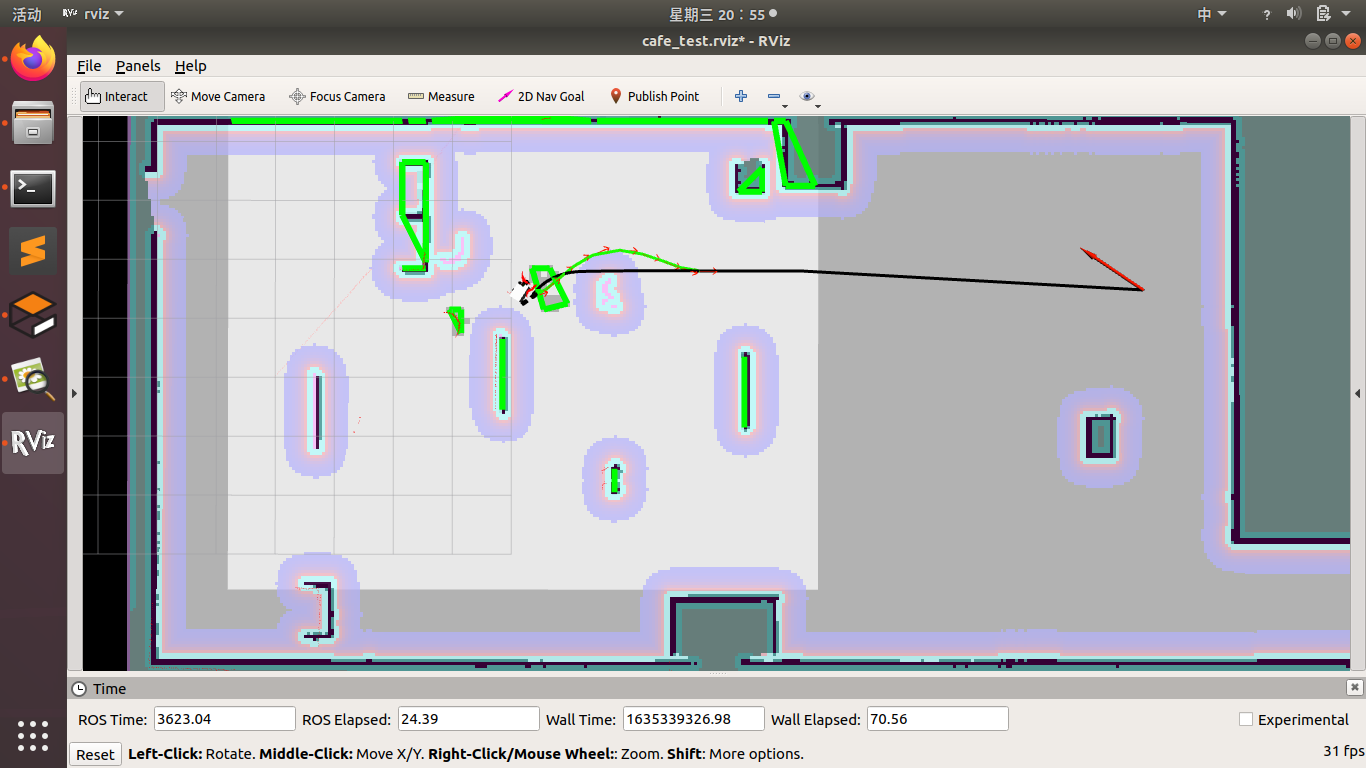 活动 RViz rviz 星期三 20：55 中 ?
cafe_test.rviz* - RViz
File Panels Help
Interact Move Camera Focus Camera Measure 2D Nav Goal Publish Point
RViz
Time
ROS Time: 3623.04 ROS Elapsed: 24.39 Wall Time: 1635339326.98 Wall Elapsed: 70.56 Experimental
Reset Left-Click: Rotate. Middle-Click: Move X/Y. Right-Click/Mouse Wheel:: Zoom. Shift: More options. 31 fps